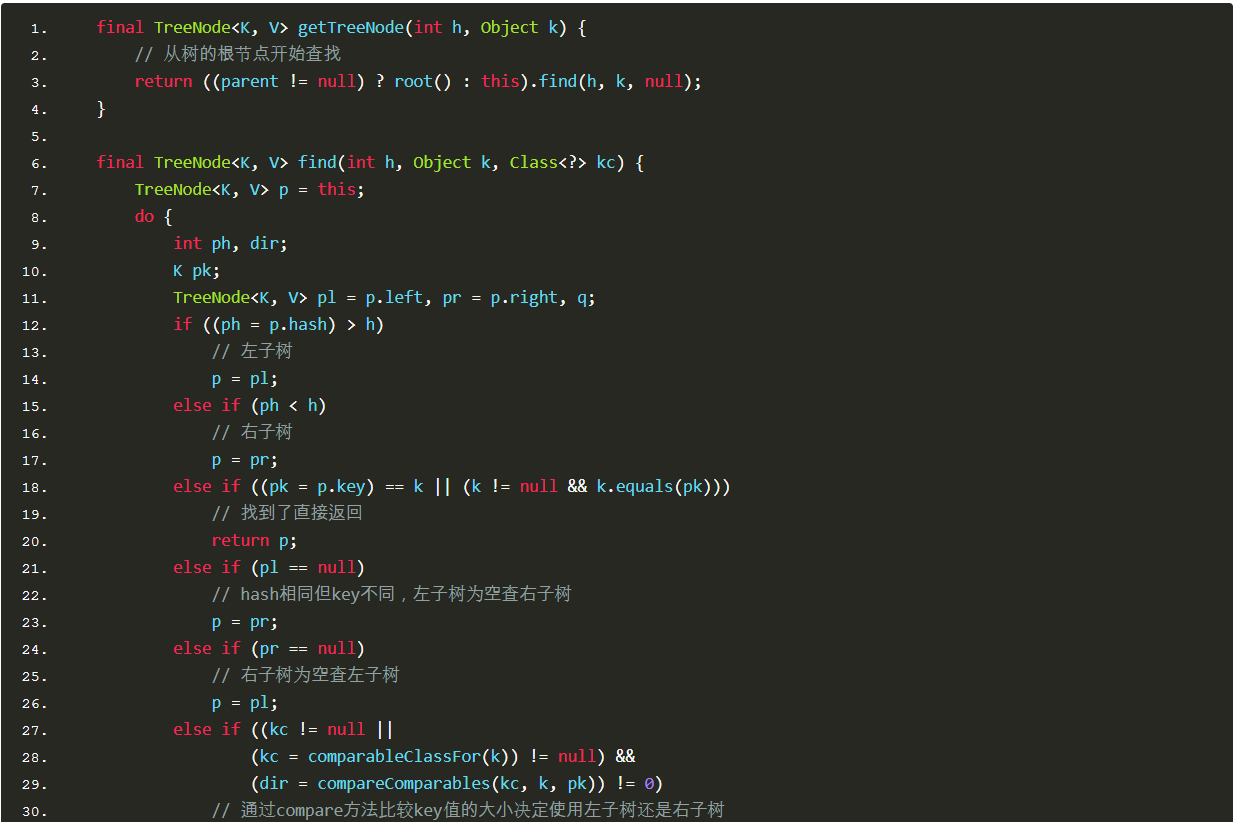 1. final TreeNode<K, V> getTreeNode(int h, Object k) {
2. // 从树的根节点开始查找
3. return ((parent != null) ? root() : this).find(h, k, null);
4. }
5.
6. final TreeNode<K, V> find(int h, Object k, Class<?> kc) {
7. TreeNode<K, V> p = this;
8. do {
9. int ph, dir;
10. K pk;
11. TreeNode<K, V> pl = p.left, pr = p.right, q;
12. if ((ph = p.hash) > h)
13. // 左子树
14. p = pl;
15. else if (ph < h)
16. // 右子树
17. p = pr;
18. else if ((pk = p.key) == k || (k != null && k.equals(pk)))
19. // 找到了直接返回
20. return p;
21. else if (pl == null)
22. // hash相同但key不同，左子树为空查右子树
23. p = pr;
24. else if (pr == null)
25. // 右子树为空查左子树
26. p = pl;
27. else if ((kc != null ||
28. (kc = comparableClassFor(k)) != null) &&
29. (dir = compareComparables(kc, k, pk)) != 0)
30. // 通过compare方法比较key值的大小决定使用左子树还是右子树